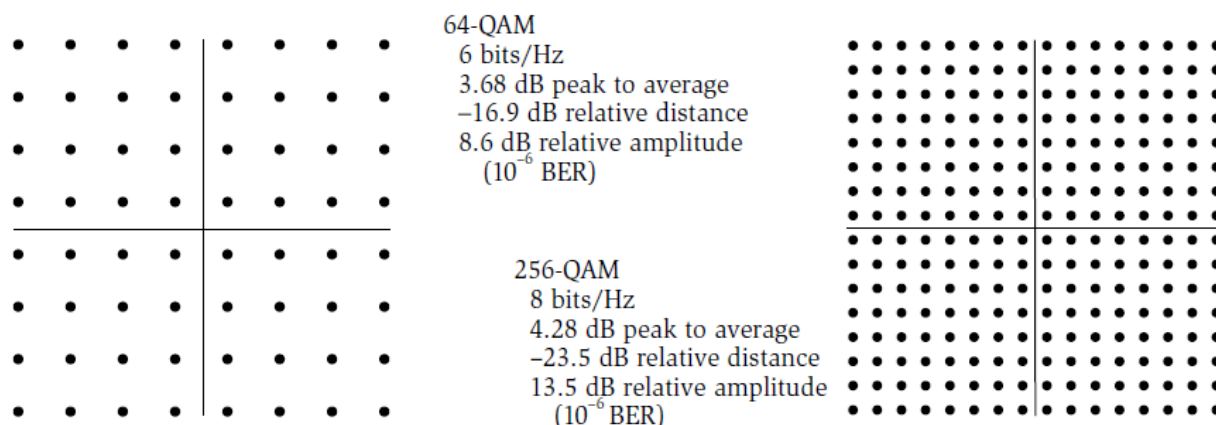 64-QAM
6 bits/Hz
3.68 dB peak to average
–16.9 dB relative distance
8.6 dB relative amplitude
(10⁻⁶ BER)
256-QAM
8 bits/Hz
4.28 dB peak to average
–23.5 dB relative distance
13.5 dB relative amplitude
(10⁻⁶ BER)